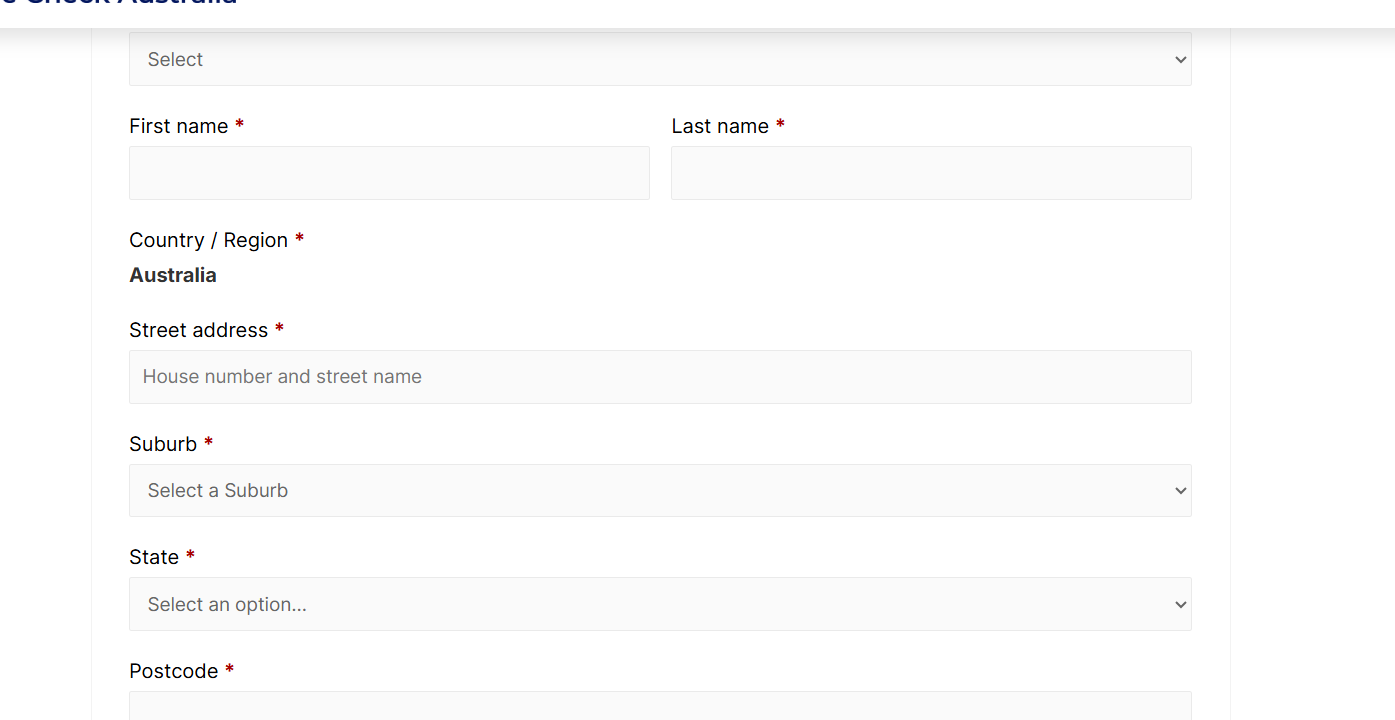 Check Australia
Select
First name *
Last name *
Country / Region *
Australia
Street address *
House number and street name
Suburb *
Select a Suburb
State *
Select an option...
Postcode *